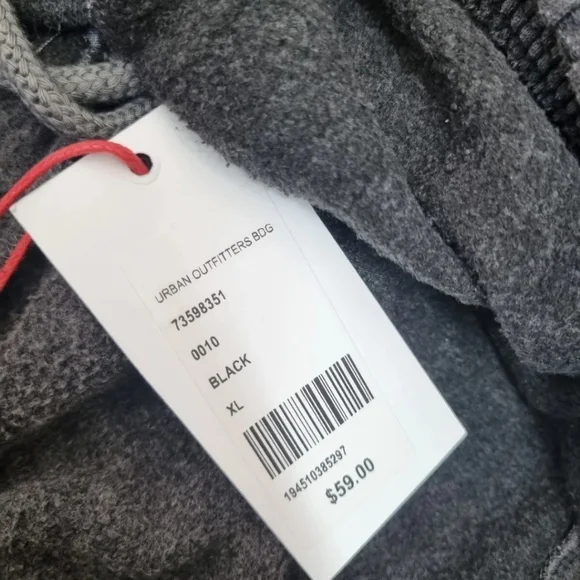 URBAN OUTFITTERS BDG
73598351
0010
BLACK
XL
194510385297
$59.00